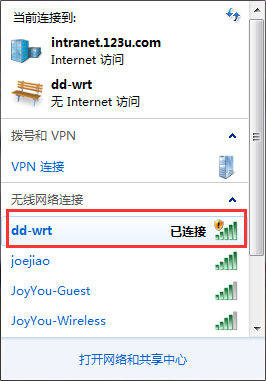 当前连接到:
intranet.123u.com
Internet 访问
dd-wrt
无 Internet 访问
拨号和 VPN
VPN 连接
无线网络连接
dd-wrt 已连接
joejiao
JoyYou-Guest
JoyYou-Wireless
打开网络和共享中心